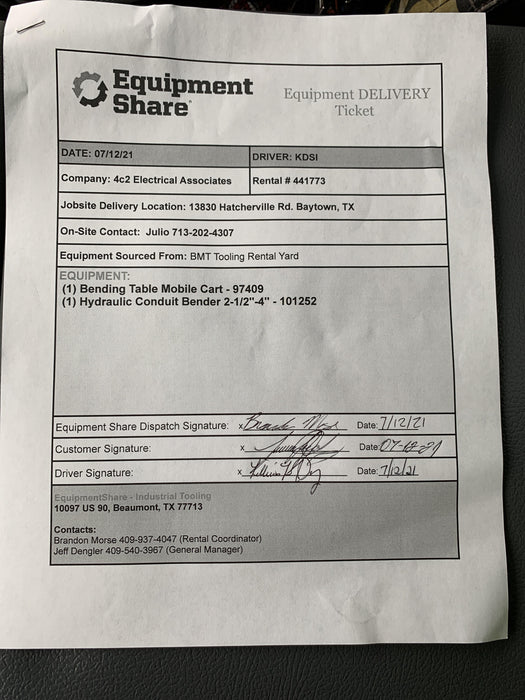 Equipment
Share
Equipment DELIVERY
Ticket
DATE: 07/12/21
DRIVER: KDSI
Company: 4c2 Electrical Associates
Rental # 441773
Jobsite Delivery Location: 13830 Hatcherville Rd. Baytown, TX
On-Site Contact: Julio 713-202-4307
Equipment Sourced From: BMT Tooling Rental Yard
EQUIPMENT:
(1) Bending Table Mobile Cart - 97409
(1) Hydraulic Conduit Bender 2-1/2"-4" - 101252
Equipment Share Dispatch Signature: x Date: 7/12/21
Customer Signature: x Date:
Driver Signature: x Date: 7/12/21
EquipmentShare - Industrial Tooling
10097 US 90, Beaumont, TX 77713
Contacts:
Brandon Morse 409-937-4047 (Rental Coordinator)
Jeff Dengler 409-540-3967 (General Manager)